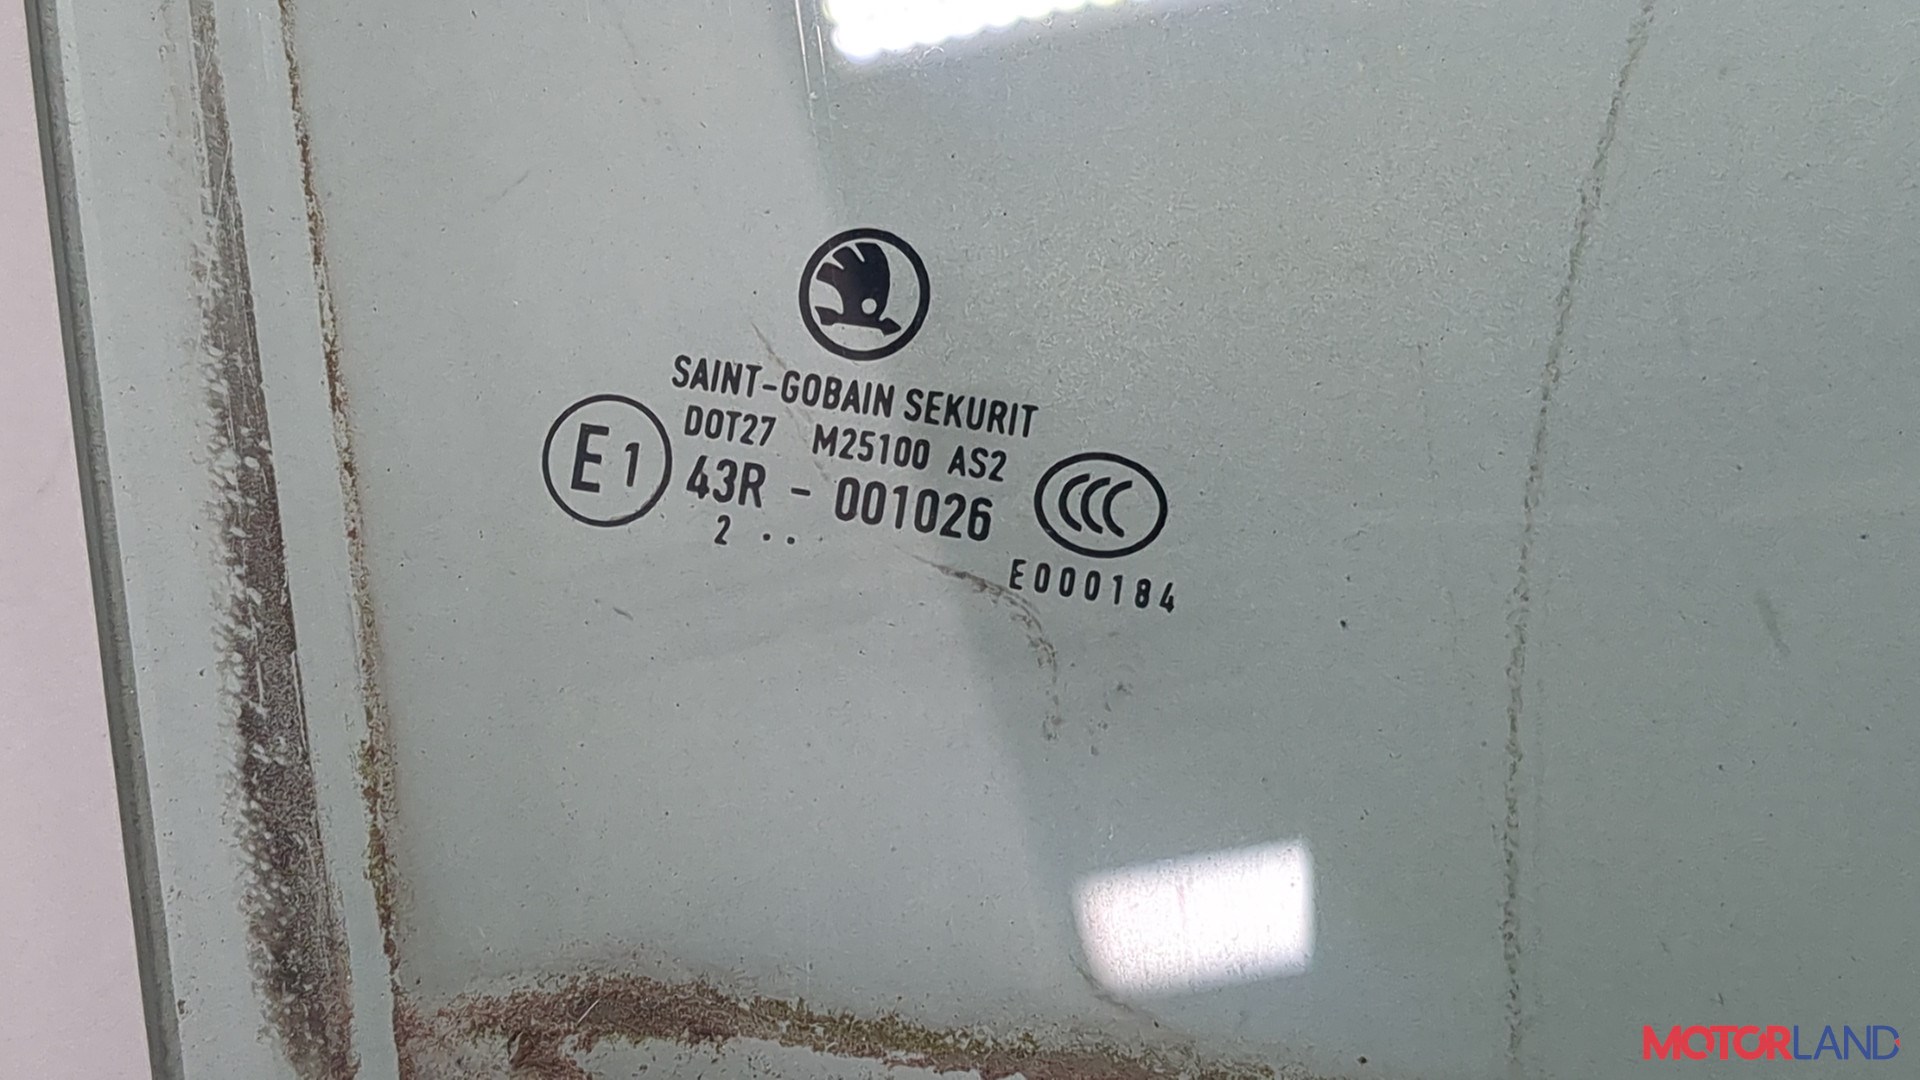 SAINT-GOBAIN SEKURIT
DOT27 M25100 AS2
E1
43R - 001026
2 ..
CCC
E000184
MOTORLAND